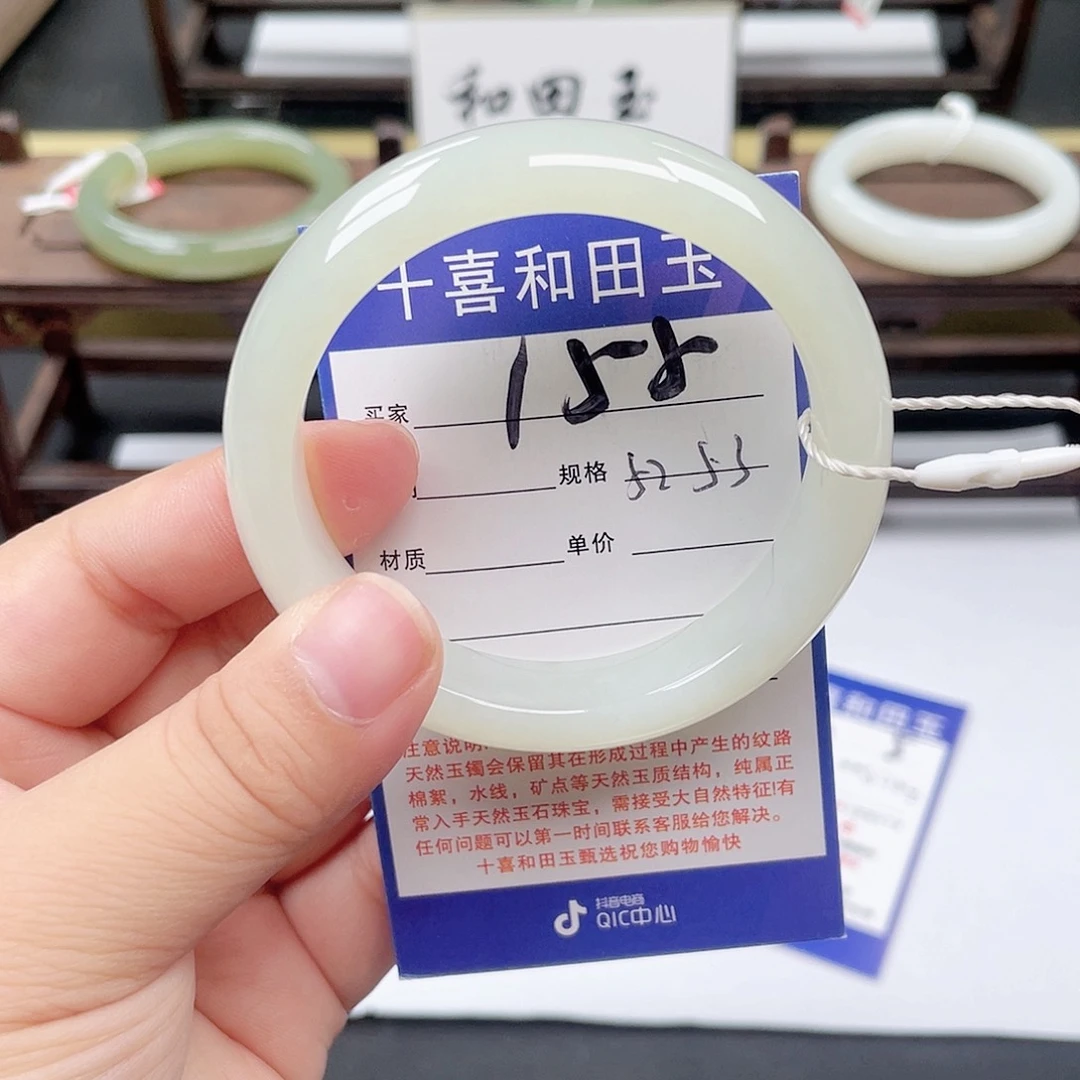 和田玉
十喜和田玉
买家
158
规格 52-53
材质
单价
注意说明
天然玉镯会保留其在形成过程中产生的纹路
棉絮,水线,矿点等天然玉质结构,纯属正
常入手天然玉石珠宝,需接受大自然特征!有
任何问题可以第一时间联系客服给您解决。
十喜和田玉甄选祝您购物愉快
抖音电商
QIC中心
和田玉